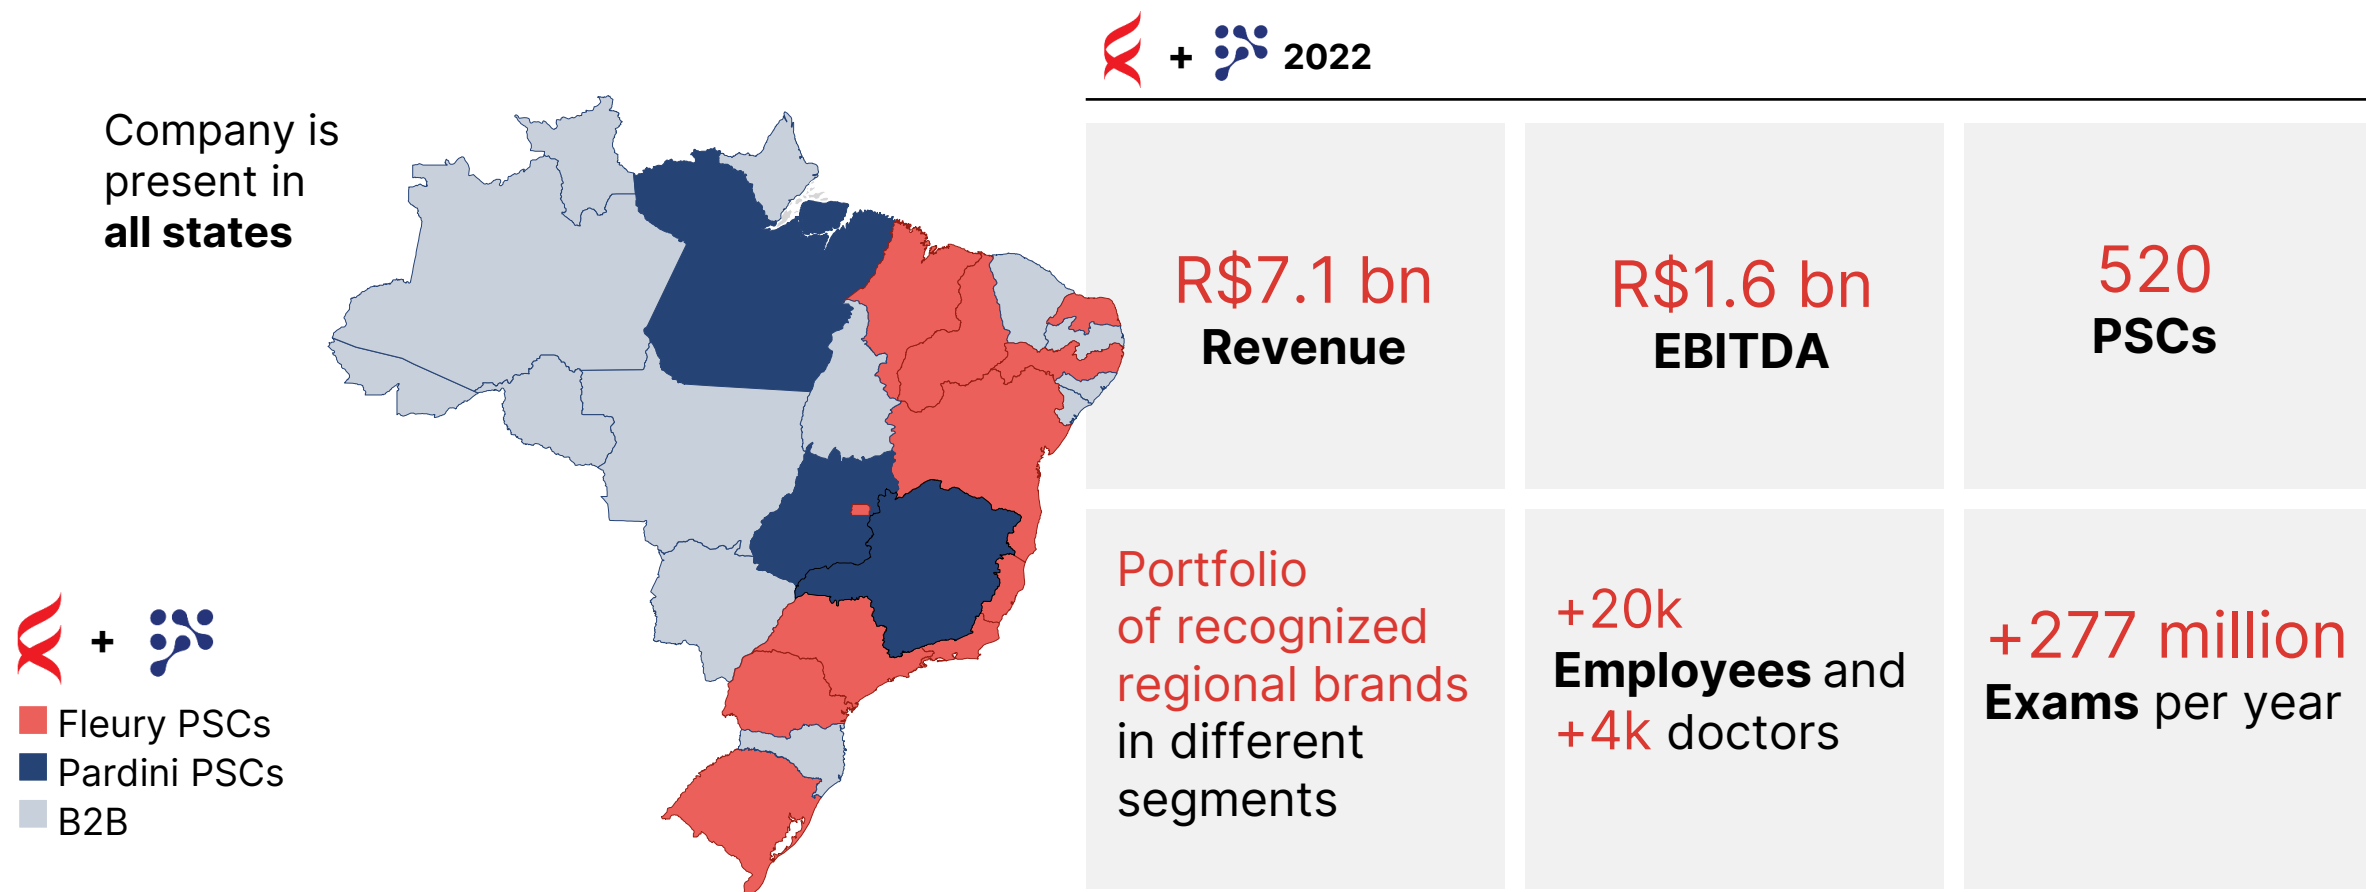 + 2022
Company is
present in
all states
R$7.1 bn
Revenue
R$1.6 bn
EBITDA
520
PSCs
Portfolio
of recognized
regional brands
in different
segments
+20k
Employees and
+4k doctors
+277 million
Exams per year
+
Fleury PSCs
Pardini PSCs
B2B